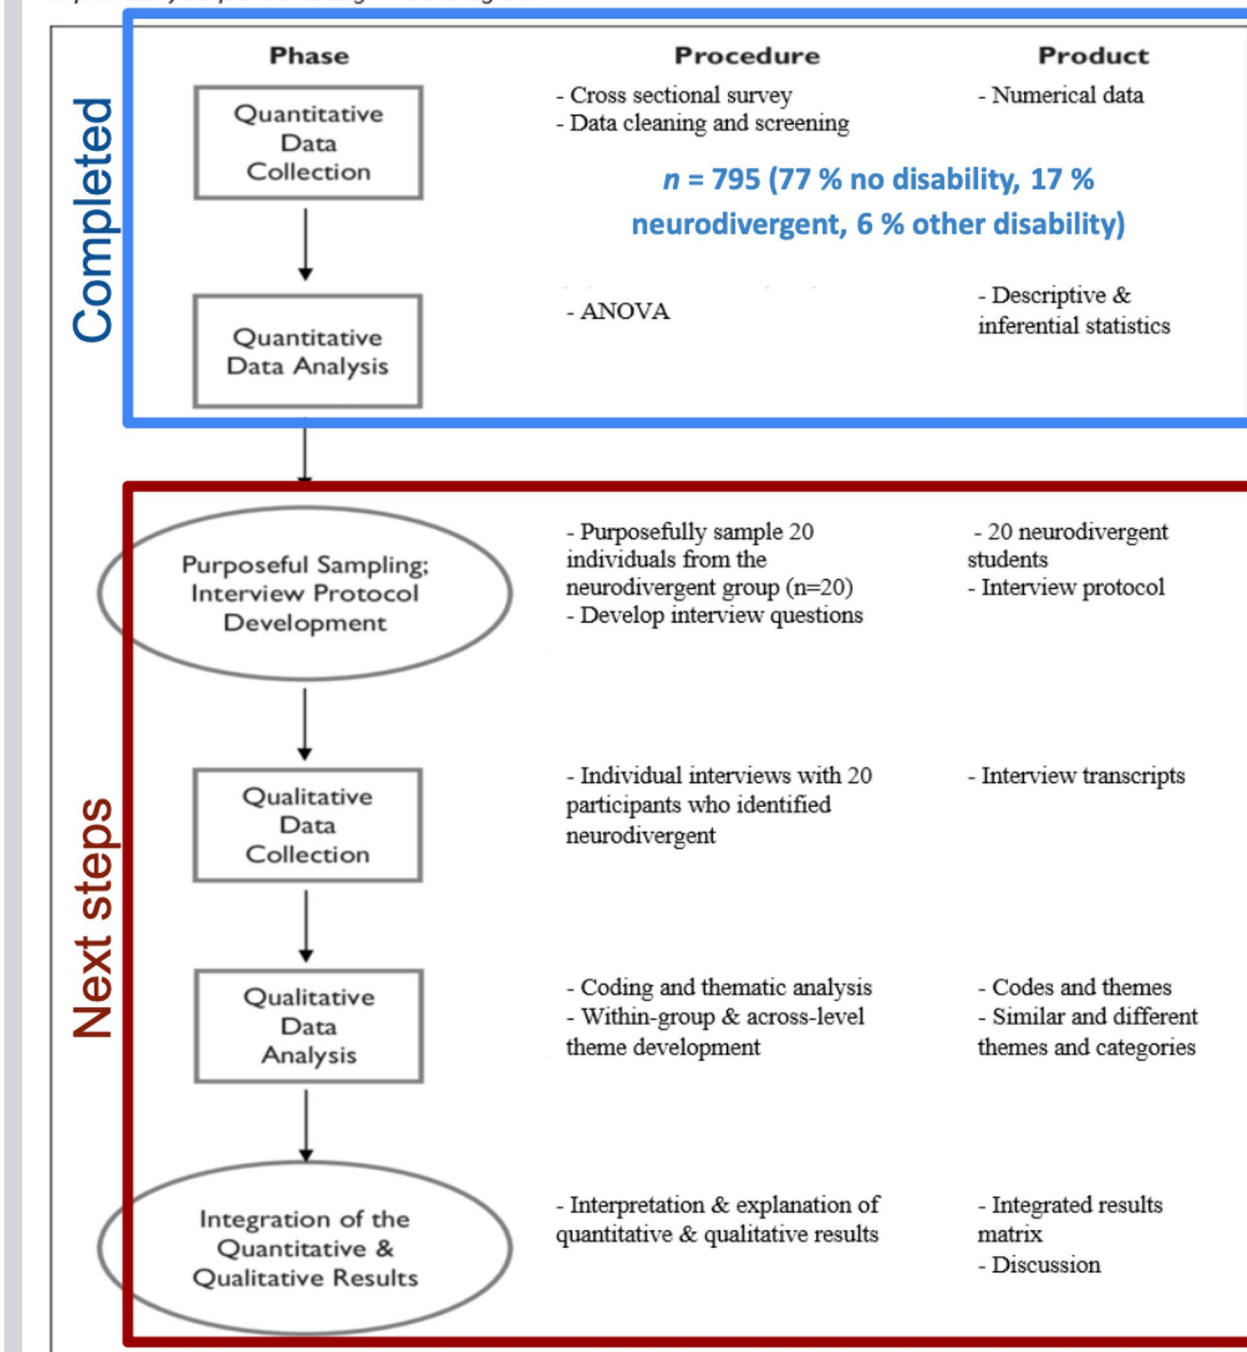 Phase
Procedure
Product
Completed
Quantitative
Data
Collection
- Cross sectional survey
- Data cleaning and screening
- Numerical data
n = 795 (77 % no disability, 17 %
neurodivergent, 6 % other disability)
Quantitative
Data Analysis
- ANOVA
- Descriptive &
inferential statistics
Next steps
Purposeful Sampling;
Interview Protocol
Development
- Purposefully sample 20
individuals from the
neurodivergent group (n=20)
- Develop interview questions
- 20 neurodivergent
students
- Interview protocol
Qualitative
Data
Collection
- Individual interviews with 20
participants who identified
neurodivergent
- Interview transcripts
Qualitative
Data
Analysis
- Coding and thematic analysis
- Within-group & across-level
theme development
- Codes and themes
- Similar and different
themes and categories
Integration of the
Quantitative &
Qualitative Results
- Interpretation & explanation of
quantitative & qualitative results
- Integrated results
matrix
- Discussion